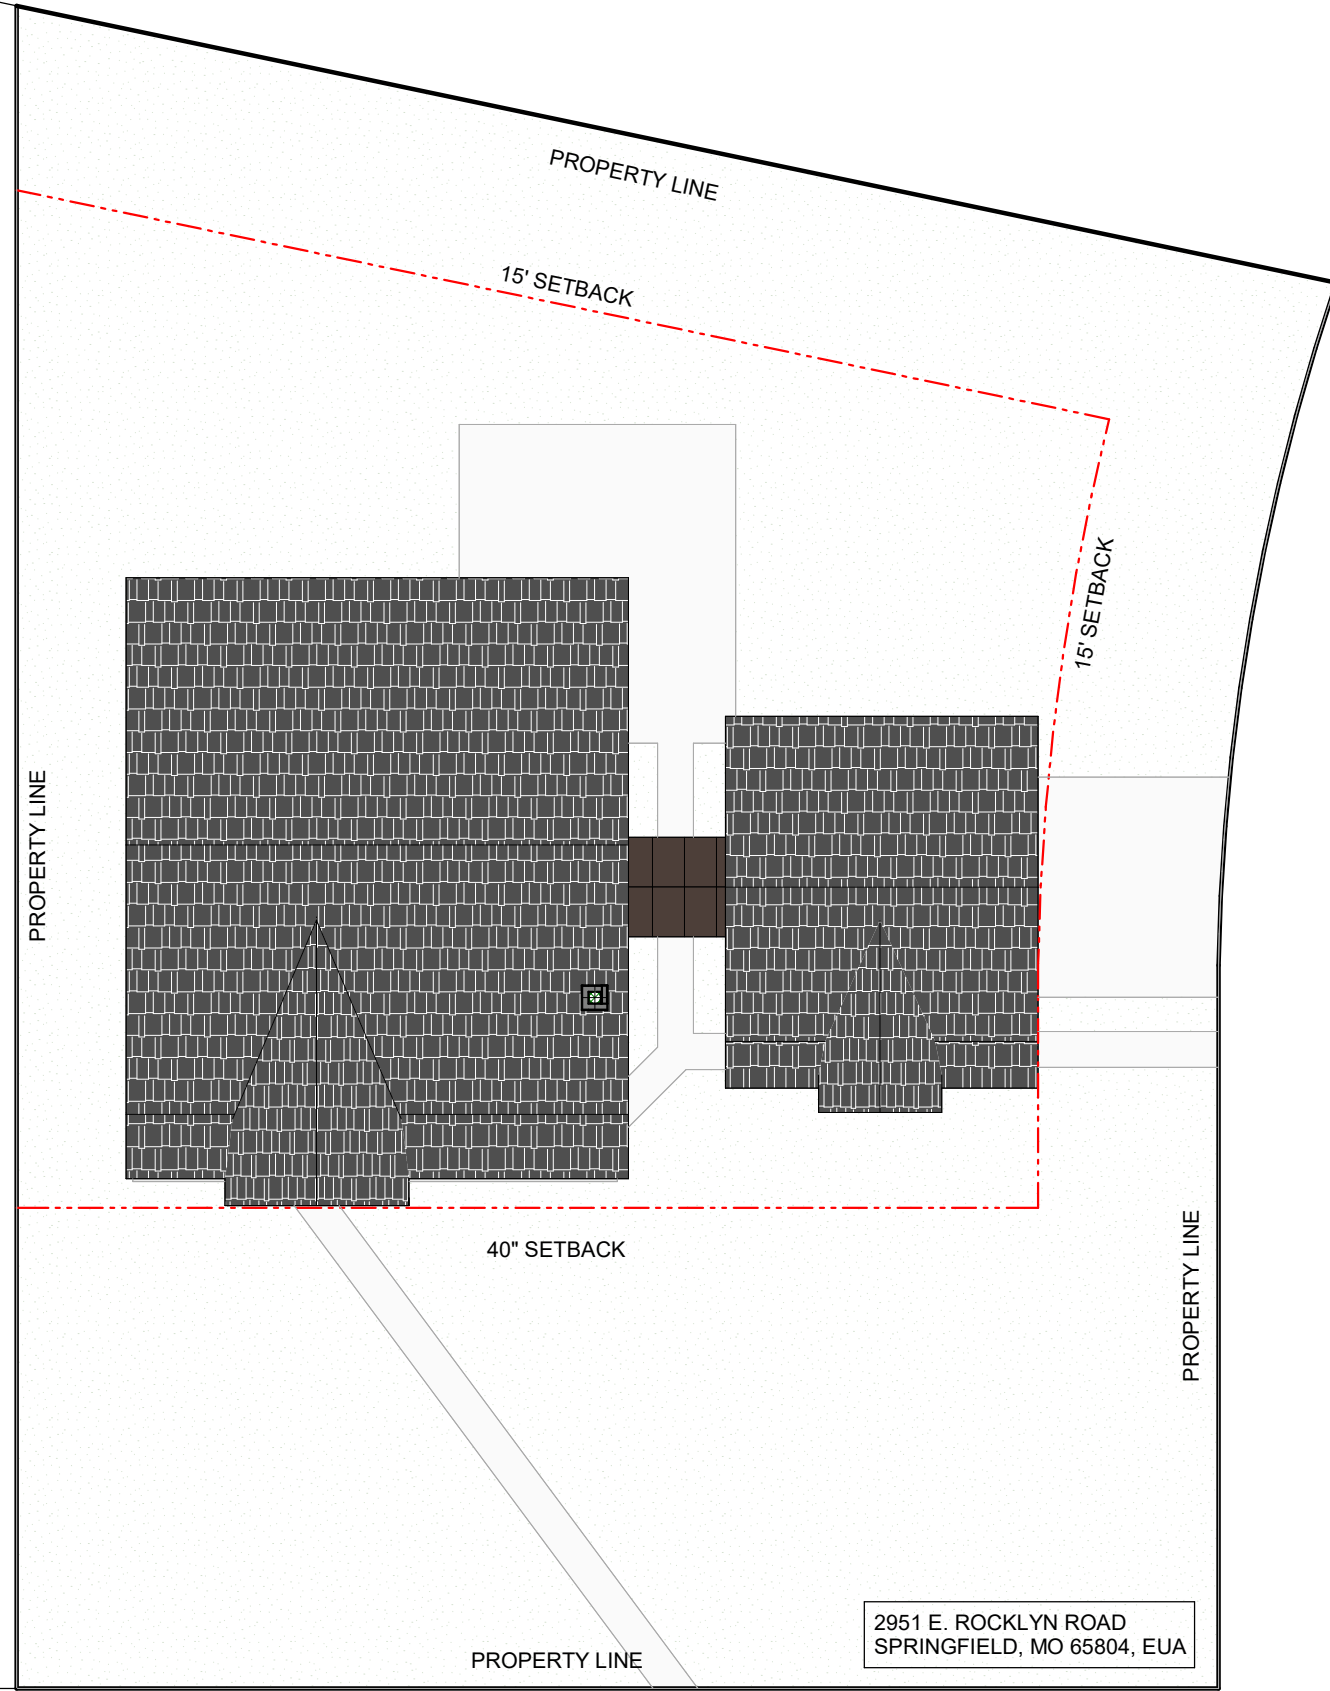 PROPERTY LINE
15' SETBACK
15' SETBACK
PROPERTY LINE
40" SETBACK
PROPERTY LINE
2951 E. ROCKLYN ROAD
SPRINGFIELD, MO 65804, EUA
PROPERTY LINE